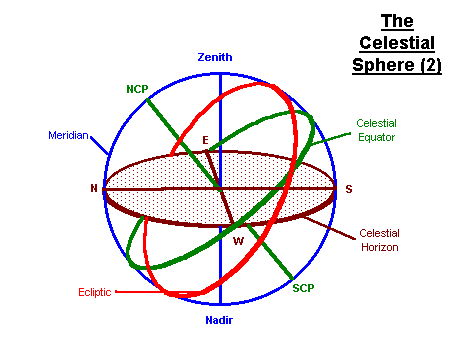 The
Celestial
Sphere (2)
Zenith
NCP
Celestial
Equator
Meridian
E
N
S
W
Celestial
Horizon
Ecliptic
SCP
Nadir